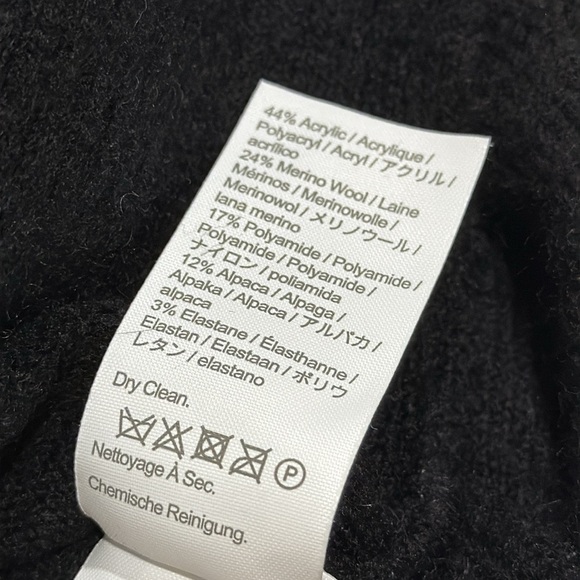 44% Acrylic / Acrylique /
Polyacryl / Acryl / アクリル /
acrílico
24% Merino Wool / Laine
Mérinos / Merinowolle /
Merinowol / メリノウール /
lana merino
17% Polyamide / Polyamide /
Polyamide / Polyamide /
ナイロン / poliamida
12% Alpaca / Alpaga /
Alpaka / Alpaca / アルパカ /
alpaca
3% Elastane / Élasthanne /
Elastan / Elastaan / ポリウ
レタン / elastano
Dry Clean.
P
Nettoyage À Sec.
Chemische Reinigung.